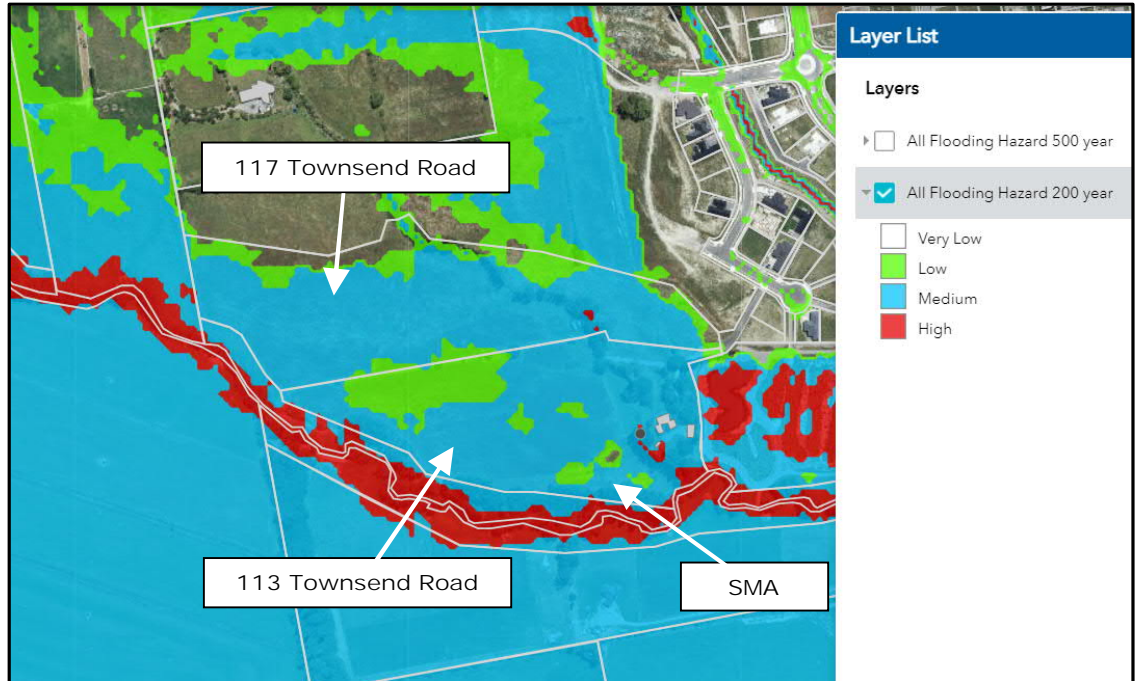 Layer List
Layers
All Flooding Hazard 500 year
All Flooding Hazard 200 year
Very Low
Low
Medium
High
117 Townsend Road
113 Townsend Road
SMA